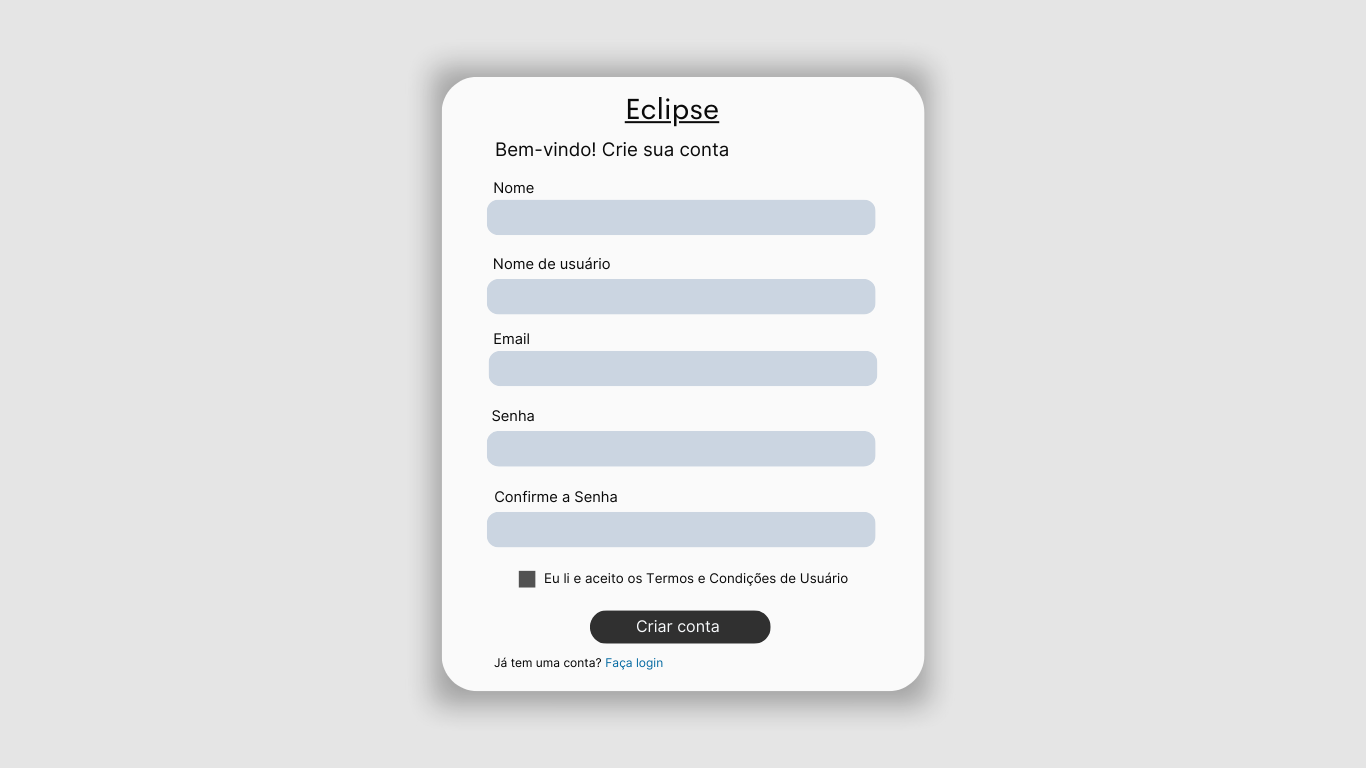 Eclipse
Bem-vindo! Crie sua conta
Nome
Nome de usuário
Email
Senha
Confirme a Senha
Eu li e aceito os Termos e Condições de Usuário
Criar conta
Já tem uma conta? Faça login